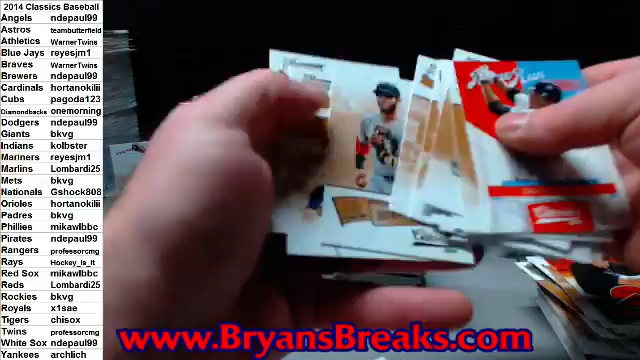 2014 Classics Baseball
Angels ndepaul99
Astros teambutterfield
Athletics WarnerTwins
Blue Jays reyesjm1
Braves WarnerTwins
Brewers ndepaul99
Cardinals hortanokilii
Cubs pagoda123
Diamondbacks onemorning
Dodgers ndepaul99
Giants bkvg
Indians kolbster
Mariners reyesjm1
Marlins Lombardi25
Mets bkvg
Nationals Gshock808
Orioles hortanokilii
Padres bkvg
Phillies mikawlbbc
Pirates ndepaul99
Rangers professorcmg
Rays Hockey_Is_It
Red Sox mikawlbbc
Reds Lombardi25
Rockies bkvg
Royals x1sae
Tigers chisox
Twins professorcmg
White Sox ndepaul99
Yankees archlich
www.BryansBreaks.com